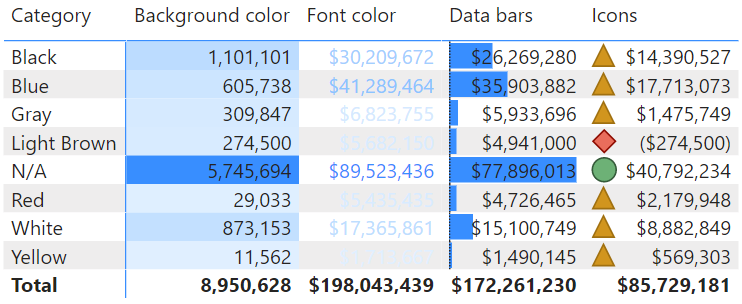 Category Background color Font color Data bars Icons
Black 1,101,101 $30,209,672 $26,269,280 $14,390,527
Blue 605,738 $41,289,464 $35,903,882 $17,713,073
Gray 309,847 $6,823,755 $5,933,696 $1,475,749
Light Brown 274,500 $5,682,150 $4,941,000 ($274,500)
N/A 5,745,694 $89,523,436 $77,896,013 $40,792,234
Red 29,033 $5,435,435 $4,726,465 $2,179,948
White 873,153 $17,365,861 $15,100,749 $8,882,849
Yellow 11,562 $1,490,145 $569,303
Total 8,950,628 $198,043,439 $172,261,230 $85,729,181